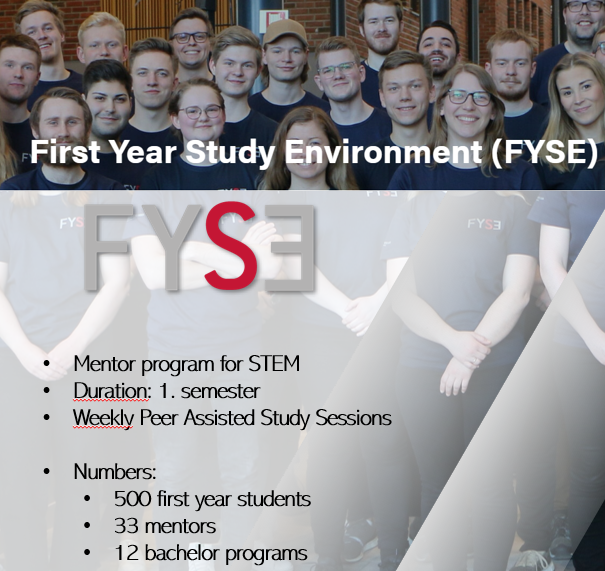 First Year Study Environment (FYSE)
FYSE
• Mentor program for STEM
• Duration: 1. semester
• Weekly Peer Assisted Study Sessions
• Numbers:
• 500 first year students
• 33 mentors
• 12 bachelor programs